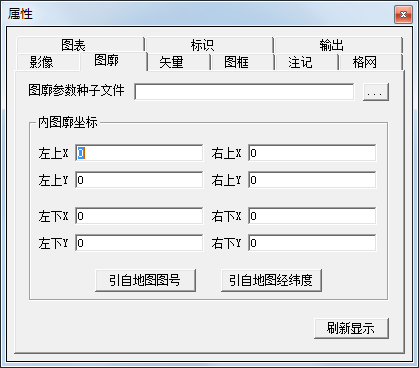 属性
图表 标识 输出
影像 图廓 矢量 图框 注记 格网
图廓参数种子文件 ...
内图廓坐标
左上X 0 右上X 0
左上Y 0 右上Y 0
左下X 0 右下X 0
左下Y 0 右下Y 0
引自地图图号 引自地图经纬度
刷新显示